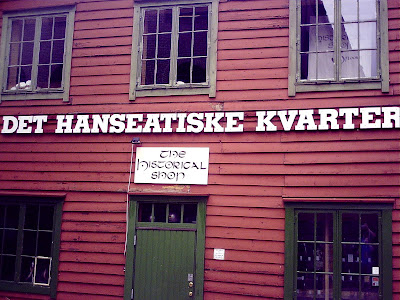 DET HANSEATISKE KVARTER
THE
HISTORICAL
SHOP